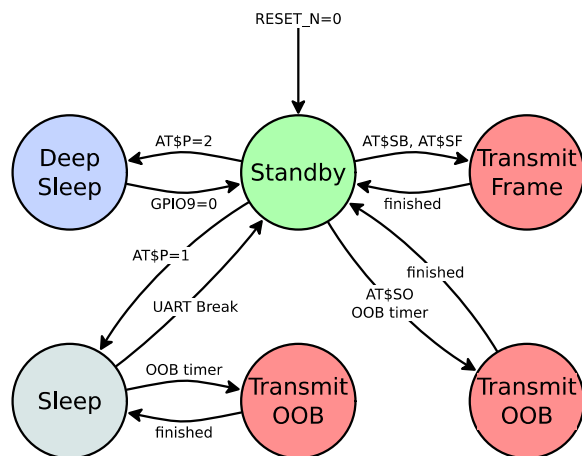 RESET_N=0
AT$P=2
AT$SB, AT$SF
Deep
Sleep
Standby
Transmit
Frame
GPIO9=0
finished
AT$P=1
finished
UART Break
AT$SO
OOB timer
OOB timer
Sleep
Transmit
OOB
Transmit
OOB
finished